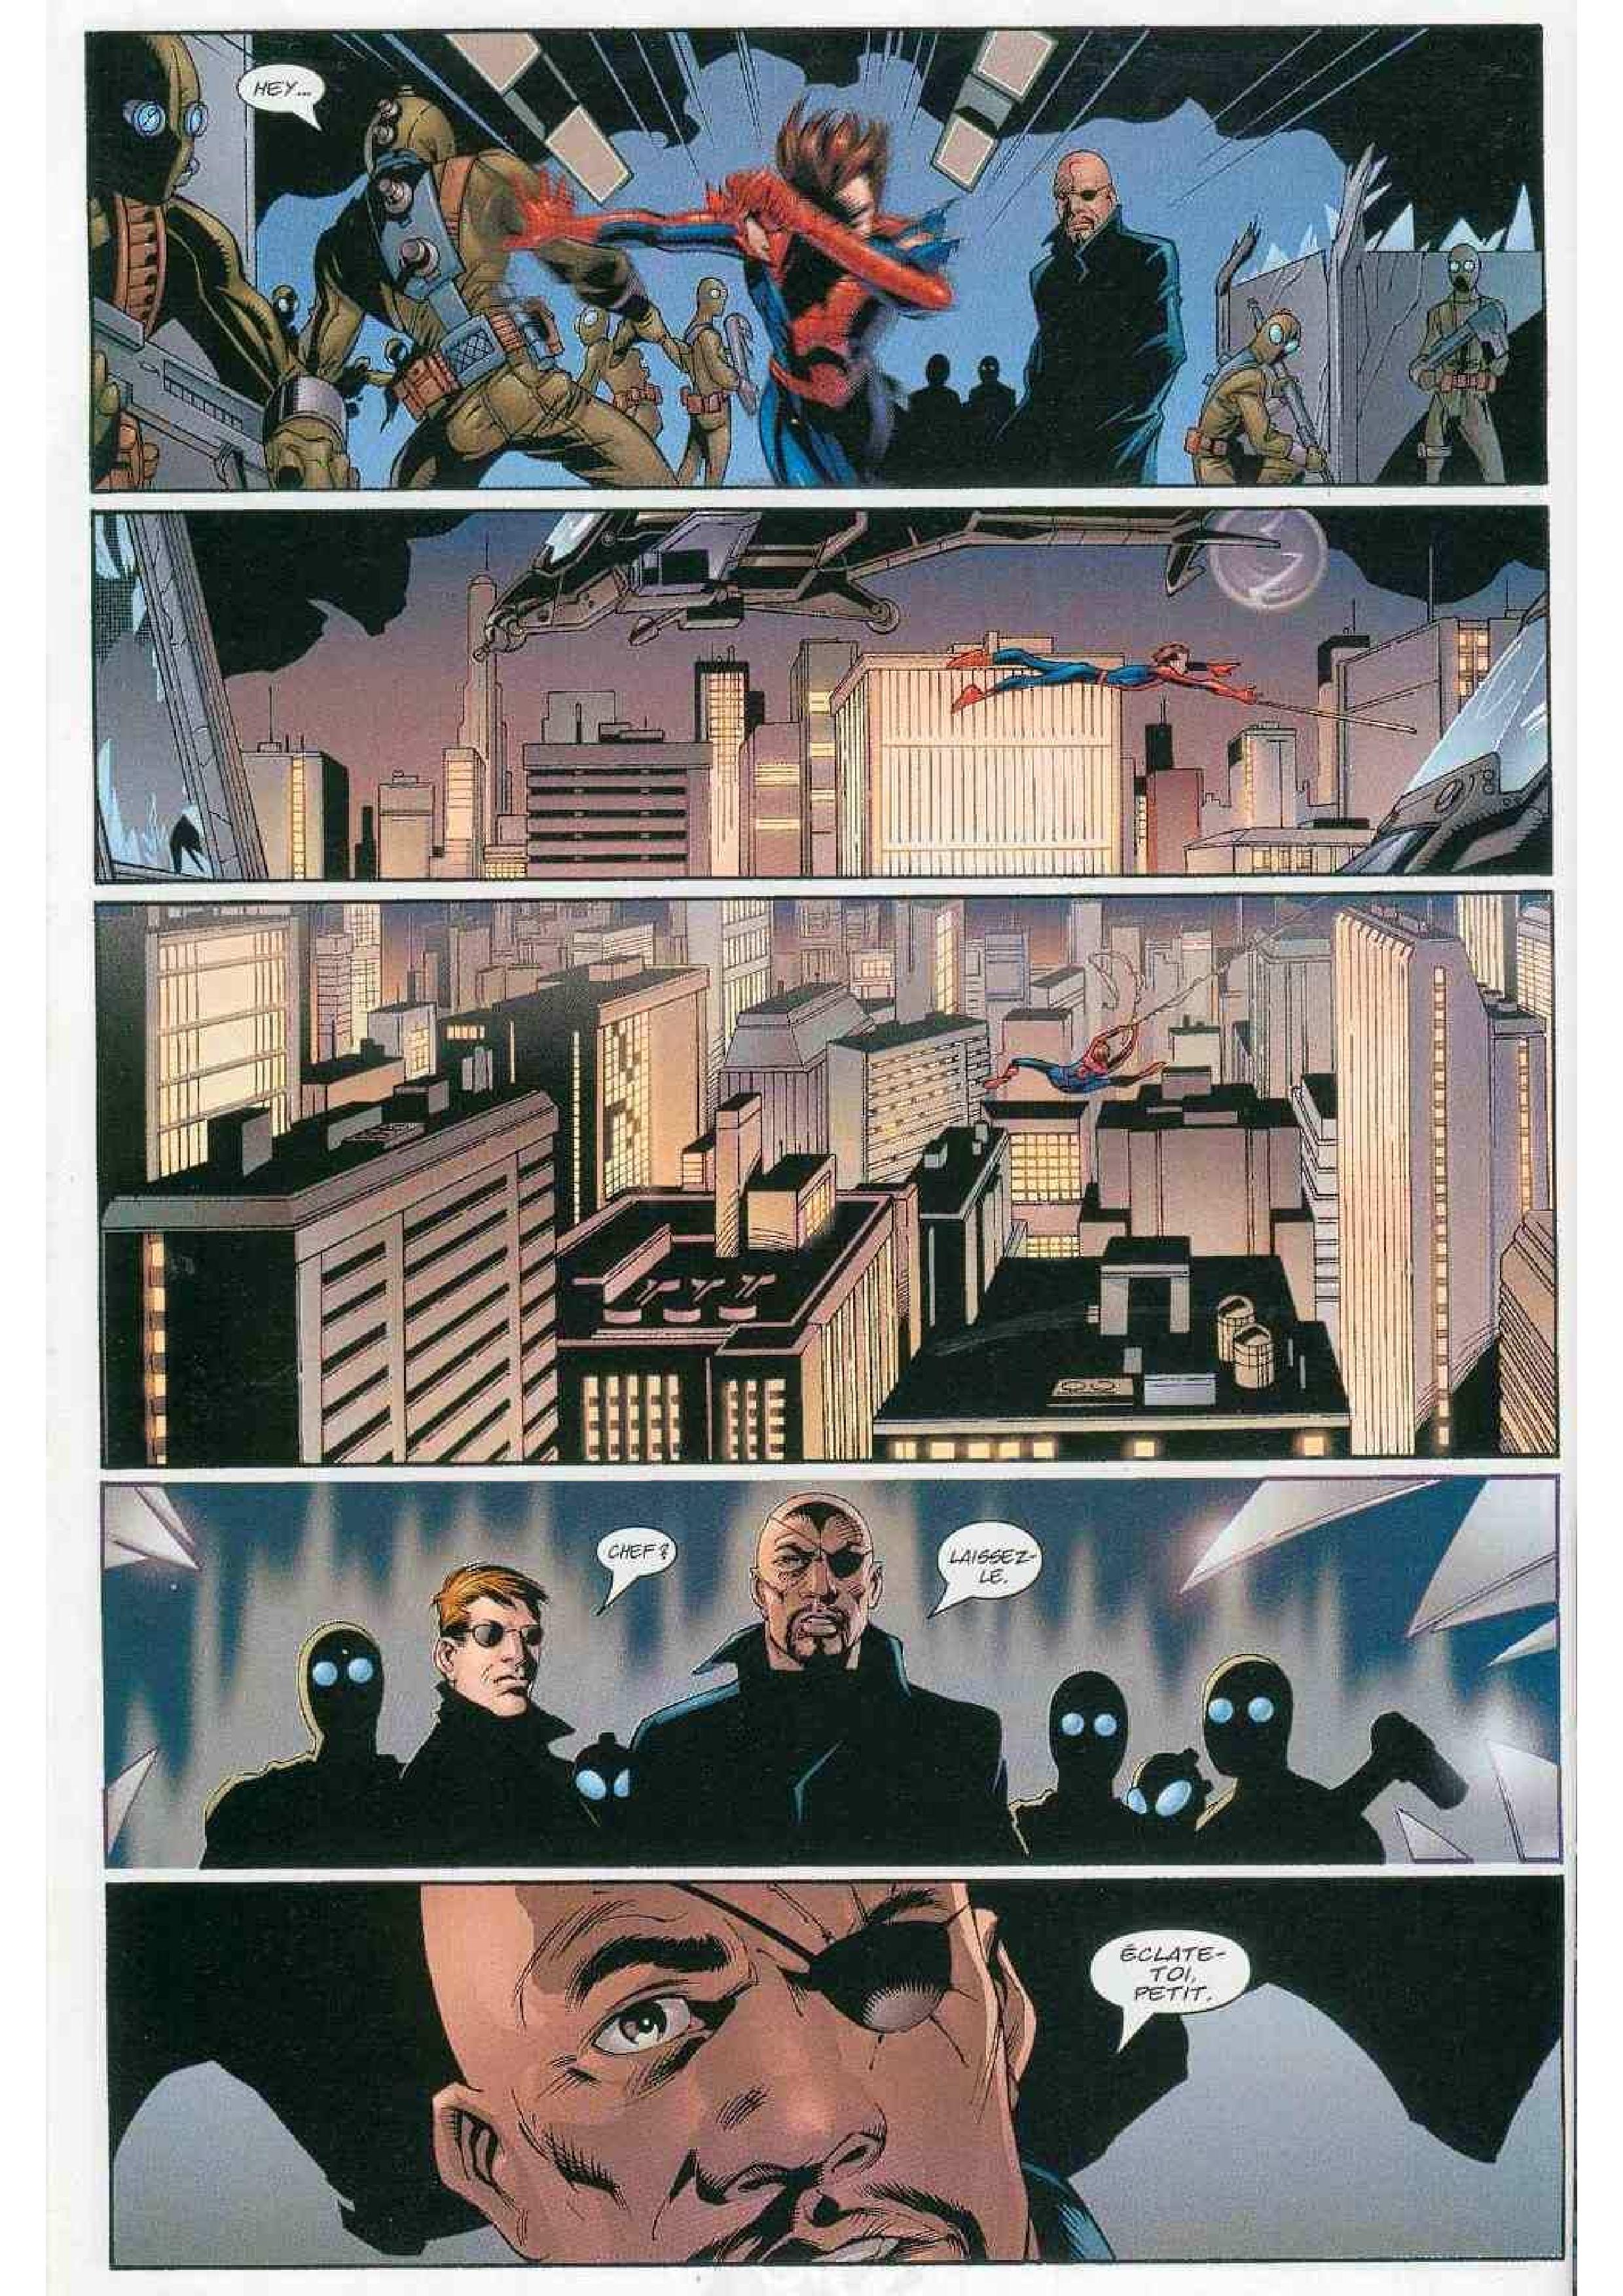 HEY...
CHEF?
LAISSEZ-
LE.
ÉCLATE-
TOI,
PETIT.